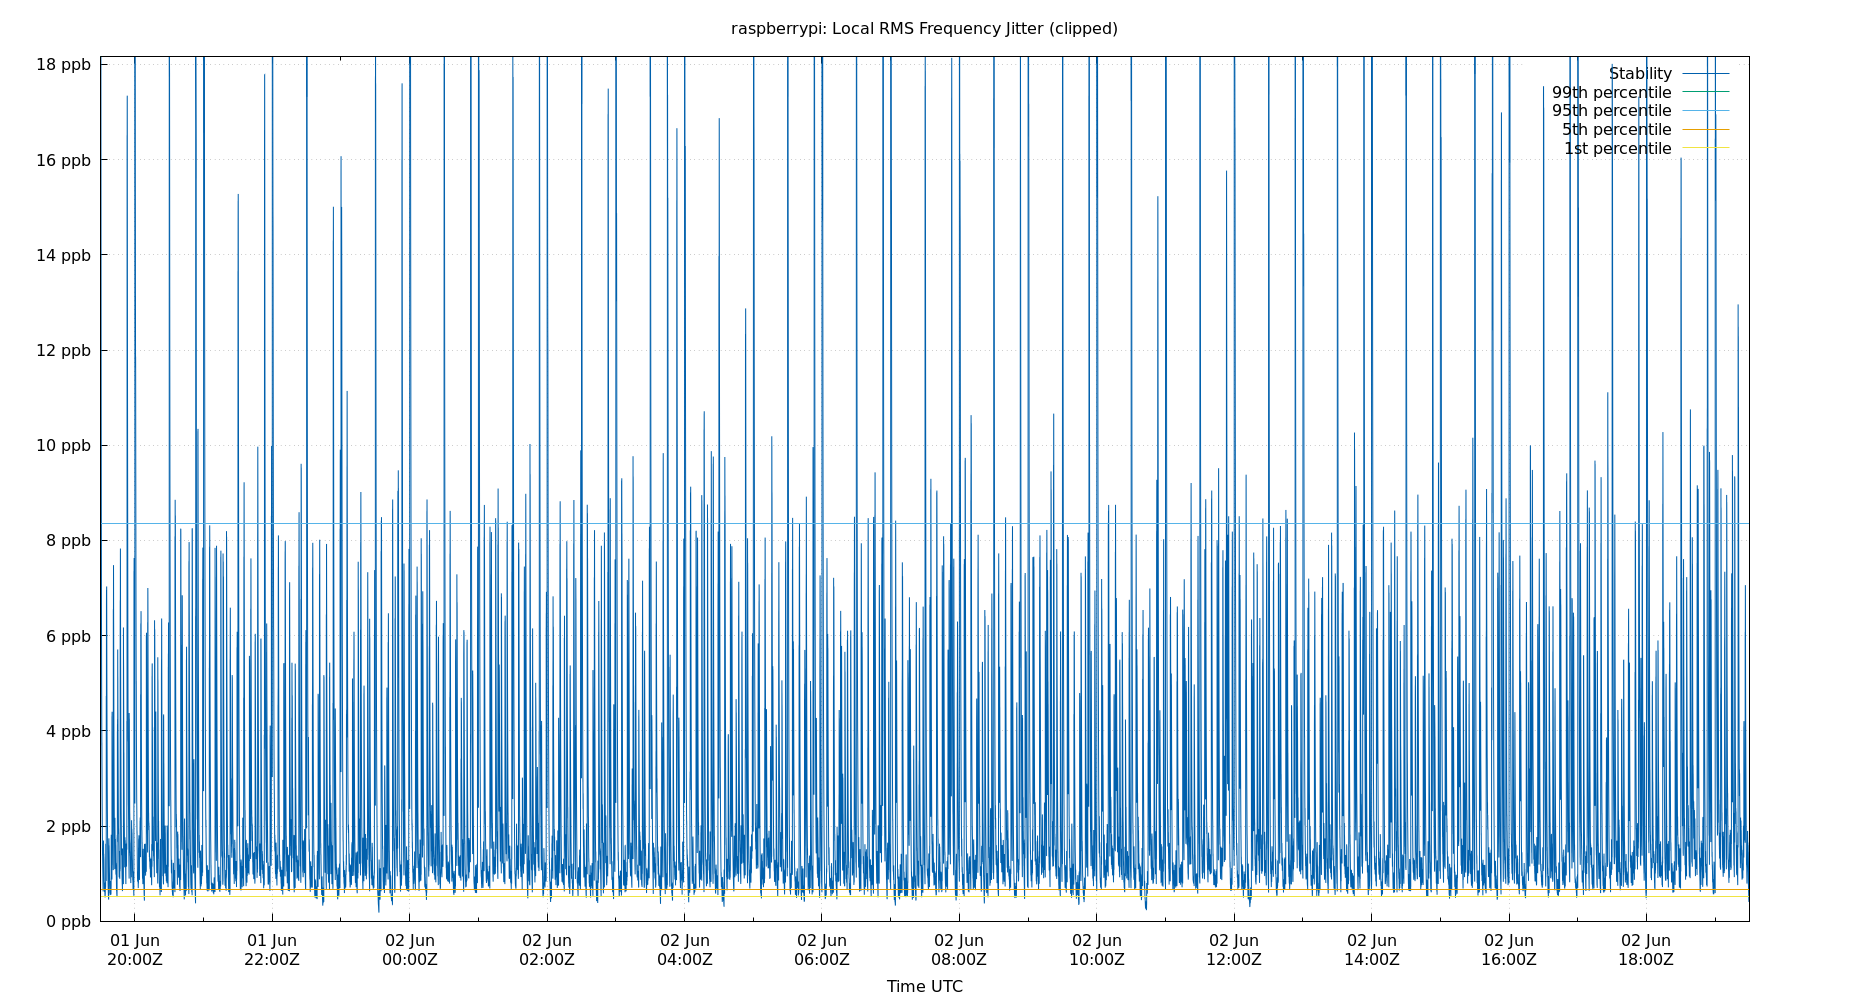 raspberrypi: Local RMS Frequency Jitter (clipped)
18 ppb
16 ppb
14 ppb
12 ppb
10 ppb
8 ppb
6 ppb
4 ppb
2 ppb
0 ppb
Stability
99th percentile
95th percentile
5th percentile
1st percentile
01 Jun 01 Jun 02 Jun 02 Jun 02 Jun 02 Jun 02 Jun 02 Jun 02 Jun 02 Jun 02 Jun 02 Jun
20:00Z 22:00Z 00:00Z 02:00Z 04:00Z 06:00Z 08:00Z 10:00Z 12:00Z 14:00Z 16:00Z 18:00Z
Time UTC